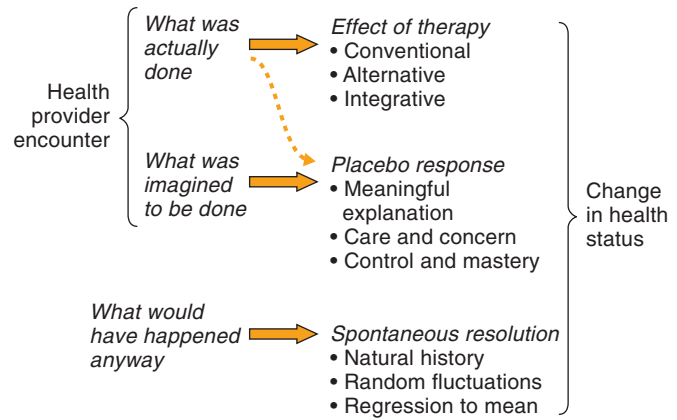 Health
provider
encounter
What was
actually
done
Effect of therapy
• Conventional
• Alternative
• Integrative
What was
imagined
to be done
Placebo response
• Meaningful
explanation
• Care and concern
• Control and mastery
What would
have happened
anyway
Spontaneous resolution
• Natural history
• Random fluctuations
• Regression to mean
Change
in health
status